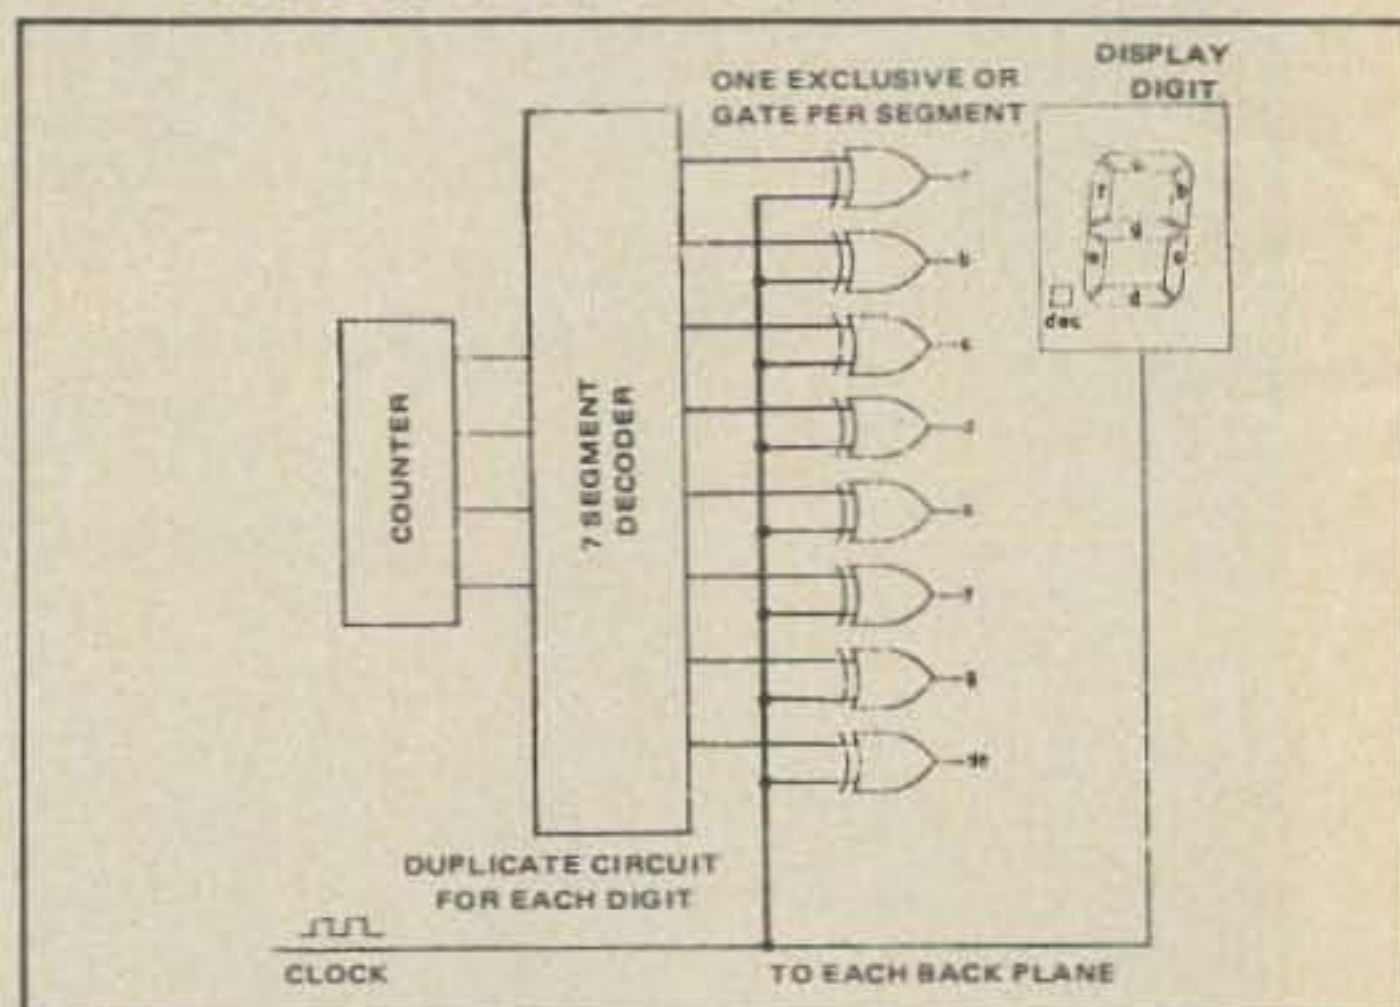 DISPLAY
DIGIT
ONE EXCLUSIVE OR
GATE PER SEGMENT
f
b
g
d
dec
b
c
f
g
COUNTER
7 SEGMENT
DECODER
DUPLICATE CIRCUIT
FOR EACH DIGIT
CLOCK
TO EACH BACK PLANE